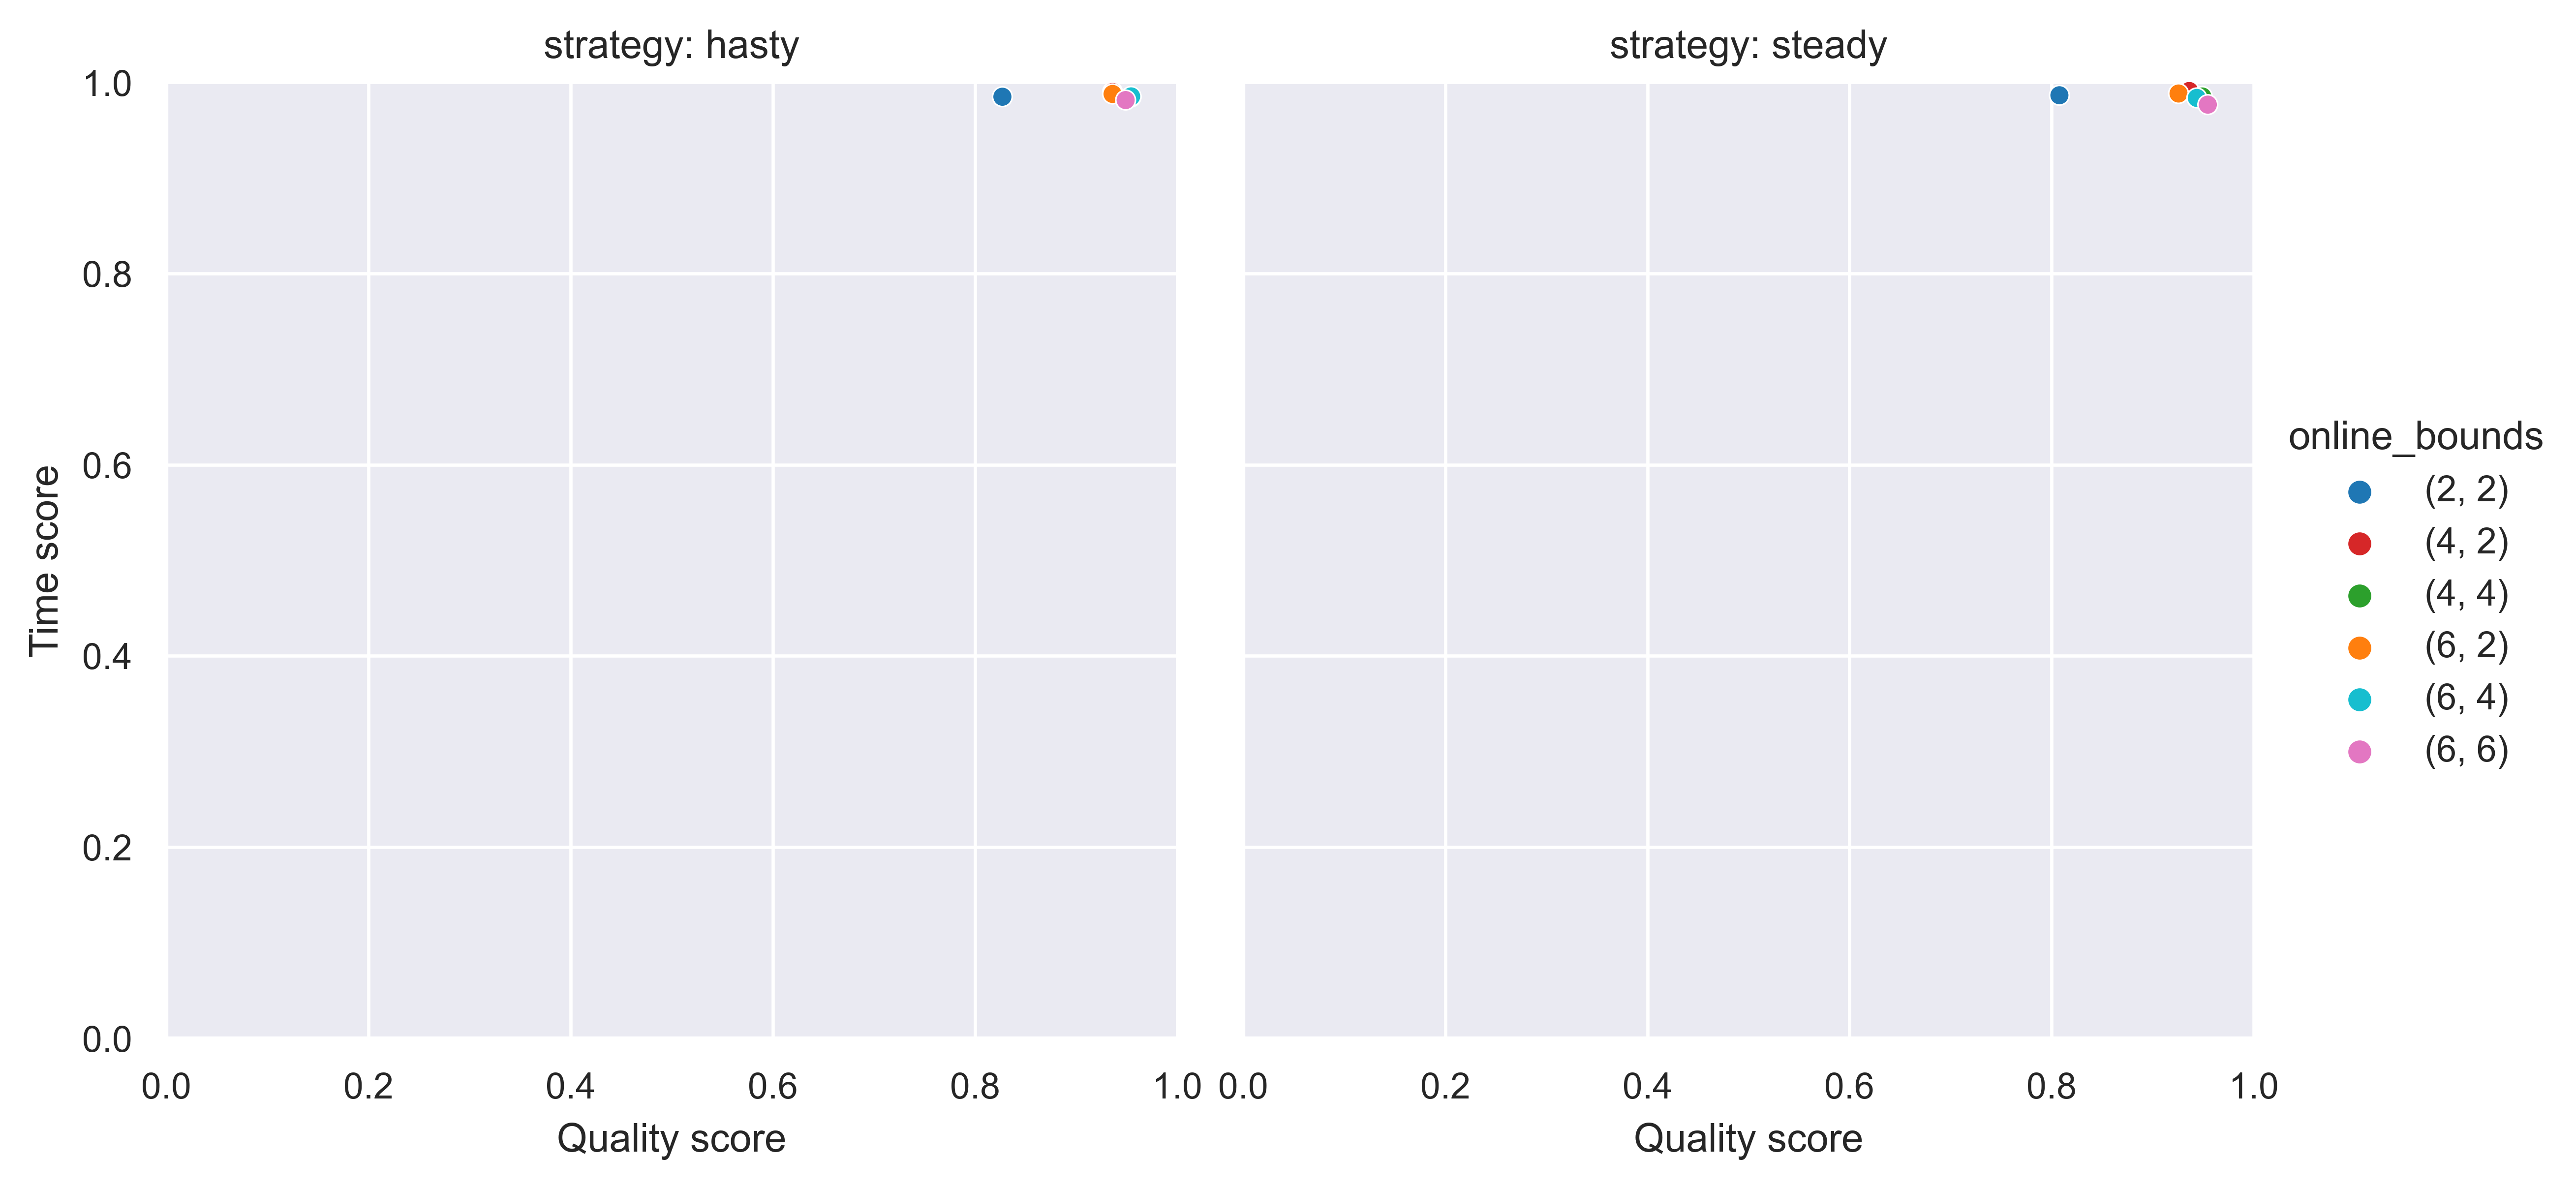 strategy: hasty
strategy: steady
1.0
0.8
0.6
0.4
0.2
0.0
Time score
0.0 0.2 0.4 0.6 0.8 1.0
0.0 0.2 0.4 0.6 0.8 1.0
Quality score
Quality score
online_bounds
(2, 2)
(4, 2)
(4, 4)
(6, 2)
(6, 4)
(6, 6)